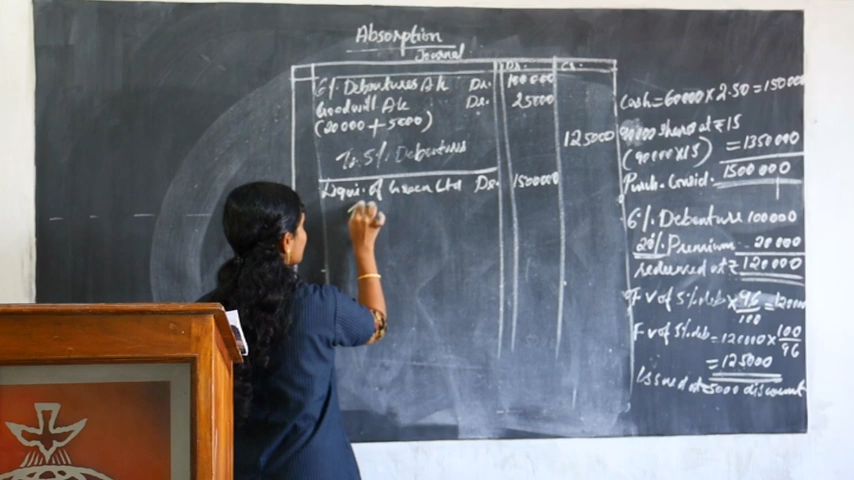 Absorption
Journal
Dr. Cr.
6% Debentures A/c Dr. 100000
Goodwill A/c Dr. 25000
(20000 + 5000)
To 5% Debentures 125000
Liqui. of Green Ltd Dr. 1500000
Cash = 60000 × 2.50 = 150000
90000 shares at ₹ 15
(90000×15) = 1350000
Purch. Consid. 1500000
6% Debenture 100000
20% Premium 20000
redeemed at ₹ 120000
F V of 5% deb × 96/100 = 120000
F V of 5% deb = 120000 × 100/96
= 125000
Issued at 5000 discount